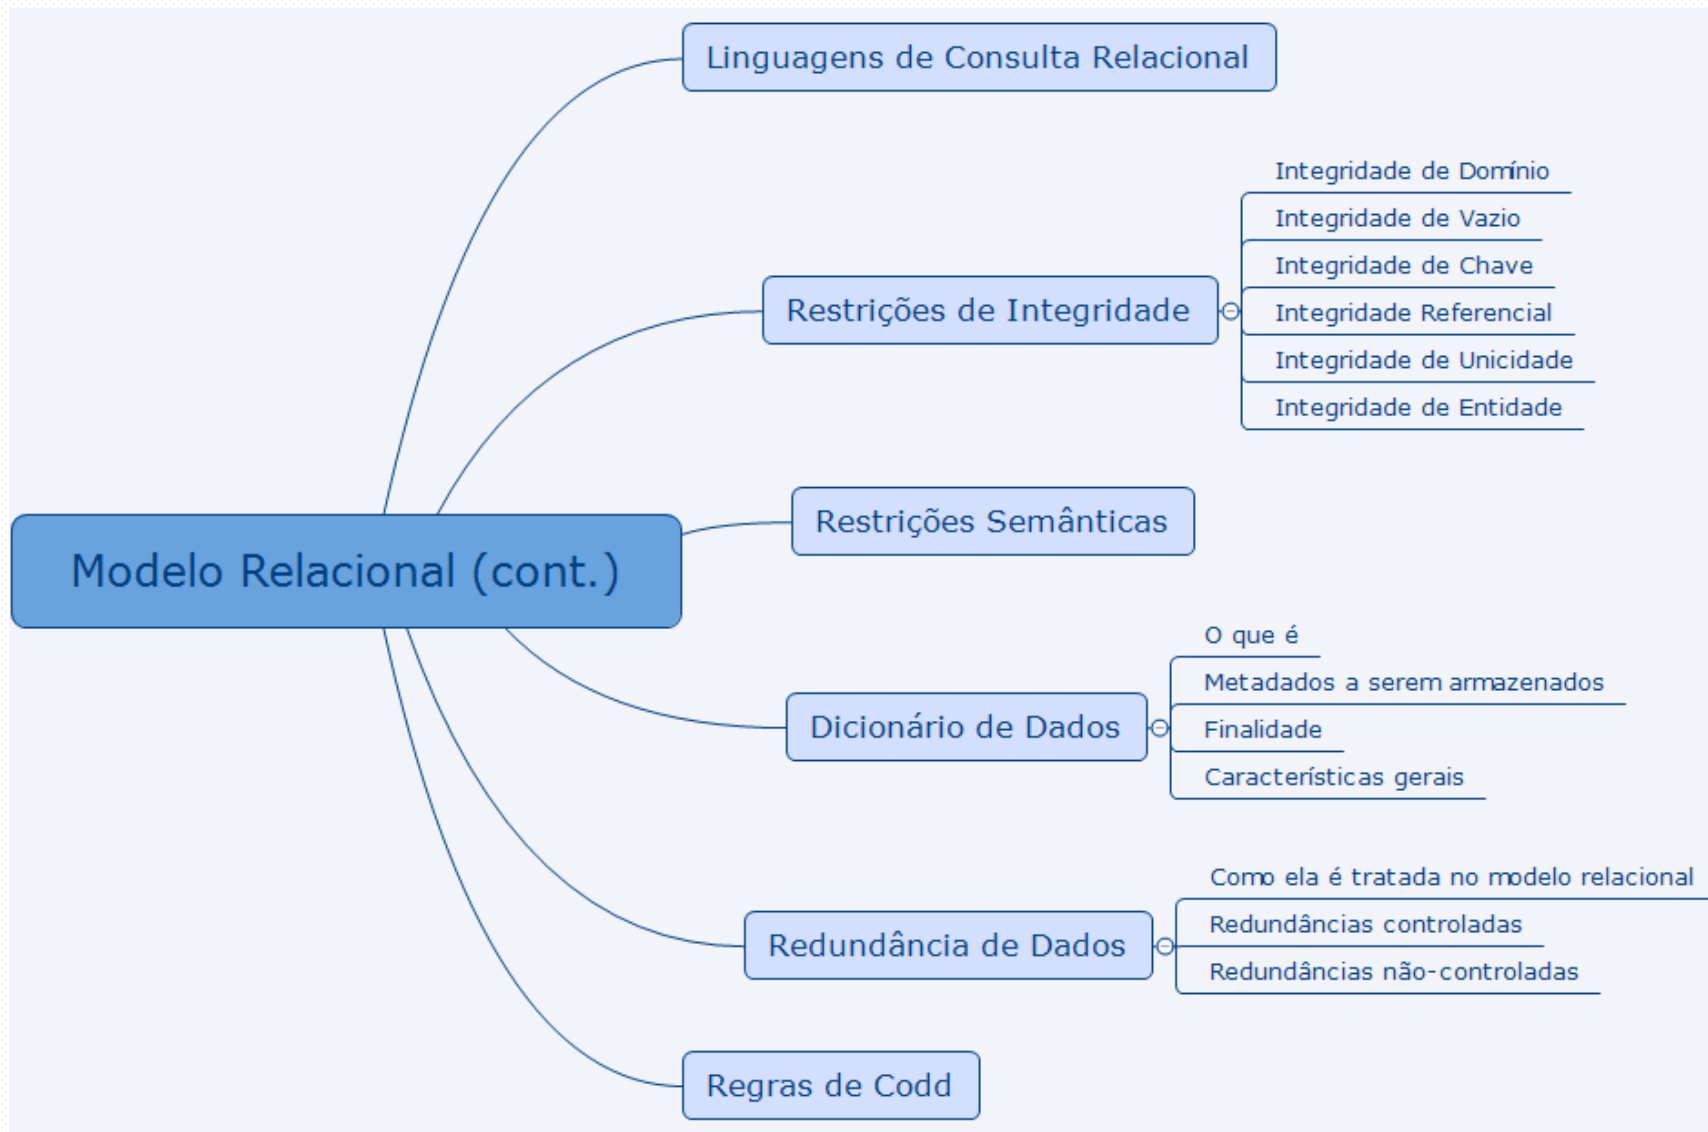 Linguagens de Consulta Relacional
Restrições de Integridade
Integridade de Domínio
Integridade de Vazio
Integridade de Chave
Integridade Referencial
Integridade de Unicidade
Integridade de Entidade
Restrições Semânticas
Modelo Relacional (cont.)
Dicionário de Dados
O que é
Metadados a serem armazenados
Finalidade
Características gerais
Redundância de Dados
Como ela é tratada no modelo relacional
Redundâncias controladas
Redundâncias não-controladas
Regras de Codd